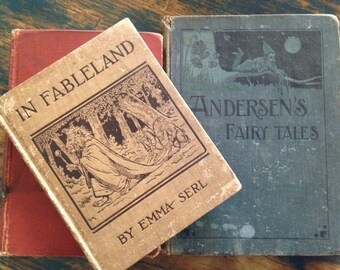 IN FABLELAND
BY EMMA SERL
ANDERSEN'S
FAIRY TALES